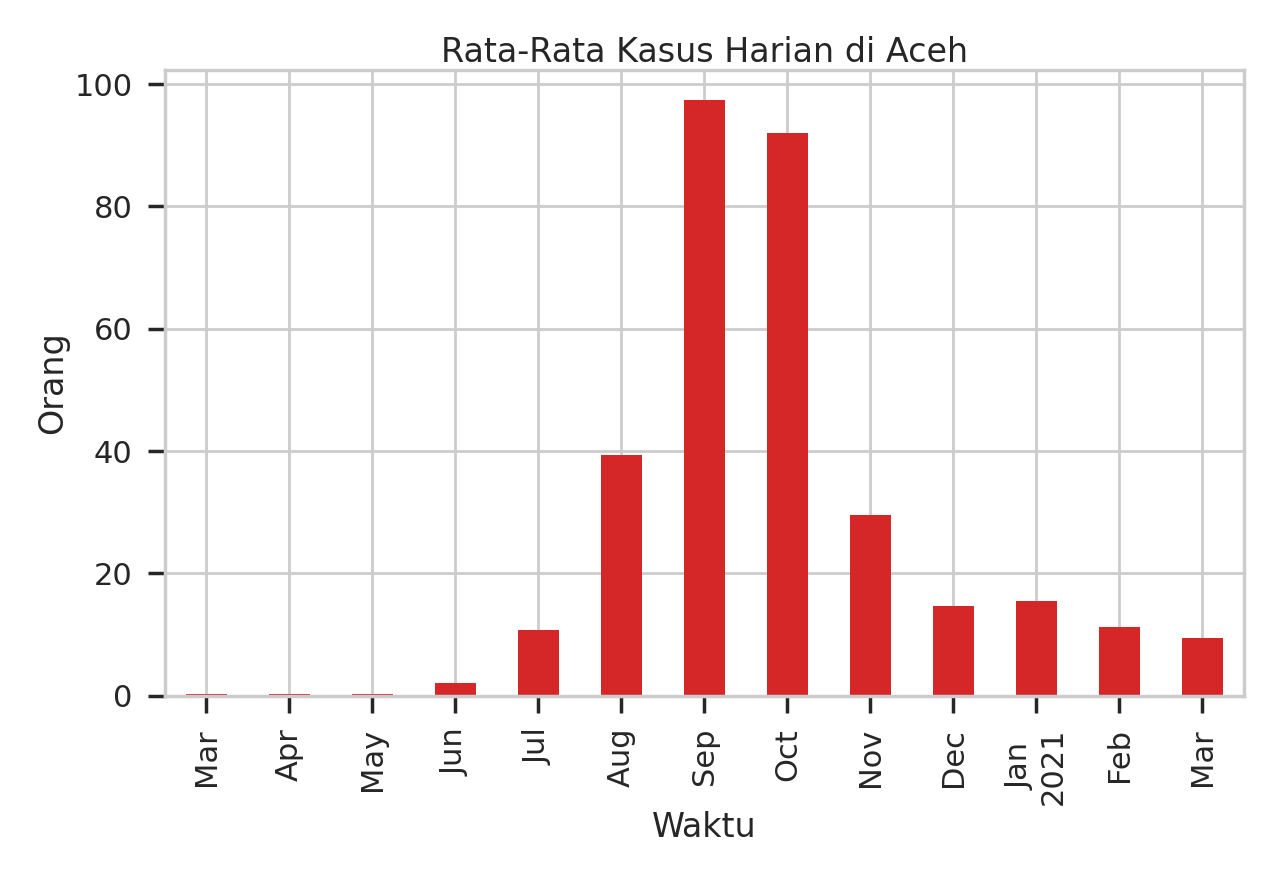 Rata-Rata Kasus Harian di Aceh
100
80
60
40
20
0
Orang
Mar
Apr
May
Jun
Jul
Aug
Sep
Oct
Nov
Dec
Jan
2021
Feb
Mar
Waktu